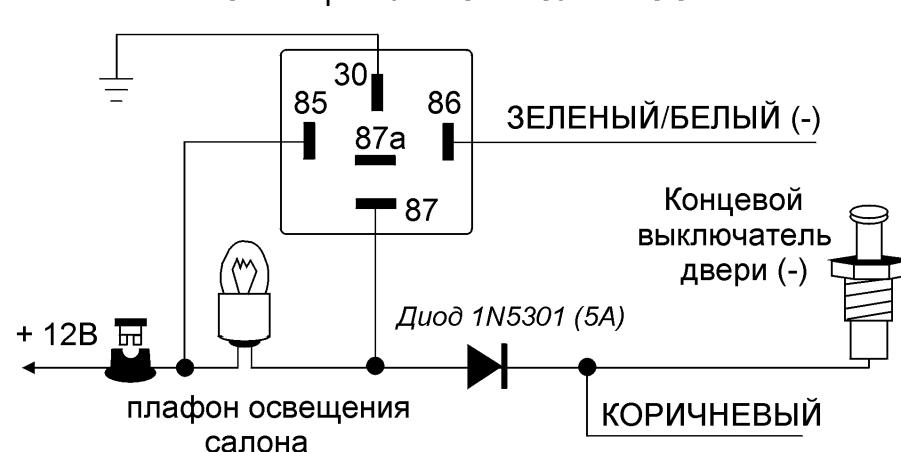 30
85
86
87a
87
ЗЕЛЕНЫЙ/БЕЛЫЙ (-)
Концевой
выключатель
двери (-)
Диод 1N5301 (5А)
+ 12В
плафон освещения
салона
КОРИЧНЕВЫЙ